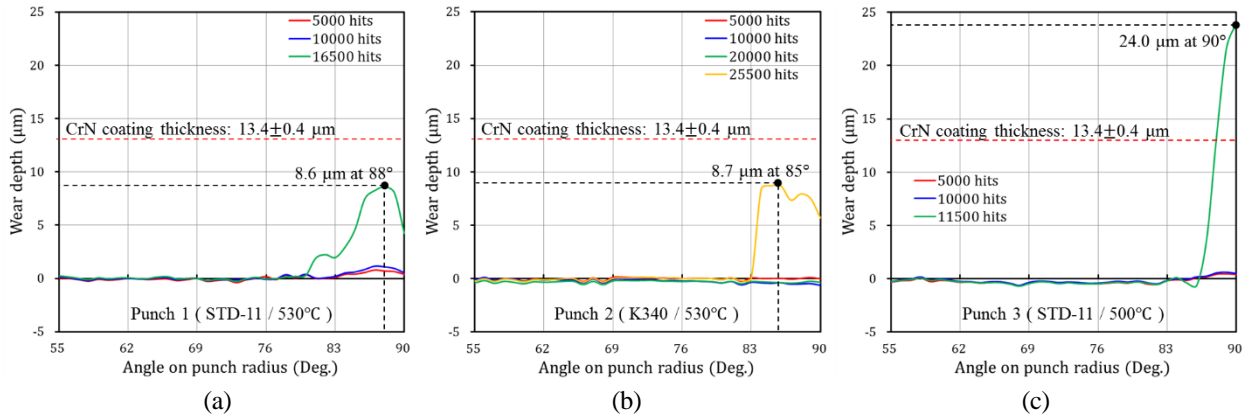 25
20
15
10
5
0
-5
Wear depth (μm)
5000 hits
10000 hits
16500 hits
CrN coating thickness: 13.4±0.4 μm
8.6 μm at 88°
Punch 1 ( STD-11 / 530℃ )
55 62 69 76 83 90
Angle on punch radius (Deg.)
(a)
25
20
15
10
5
0
-5
Wear depth (μm)
5000 hits
10000 hits
20000 hits
25500 hits
CrN coating thickness: 13.4±0.4 μm
8.7 μm at 85°
Punch 2 ( K340 / 530℃ )
55 62 69 76 83 90
Angle on punch radius (Deg.)
(b)
25
20
15
10
5
0
-5
Wear depth (μm)
24.0 μm at 90°
CrN coating thickness: 13.4±0.4 μm
5000 hits
10000 hits
11500 hits
Punch 3 ( STD-11 / 500℃ )
55 62 69 76 83 90
Angle on punch radius (Deg.)
(c)